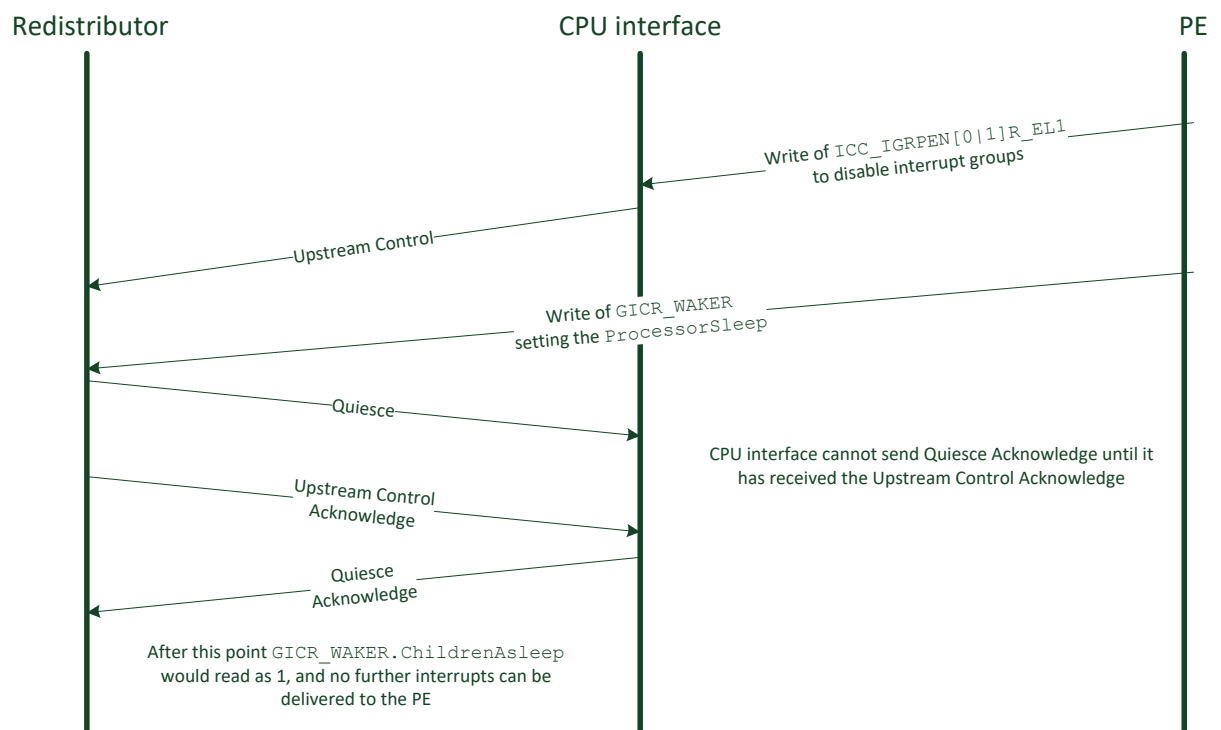 Redistributor
CPU interface
PE
Write of ICC_IGRPEN[0|1]R_EL1
to disable interrupt groups
Upstream Control
Write of GICR_WAKER
setting the ProcessorSleep
Quiesce
CPU interface cannot send Quiesce Acknowledge until it
has received the Upstream Control Acknowledge
Upstream Control
Acknowledge
Quiesce
Acknowledge
After this point GICR_WAKER.ChildrenAsleep
would read as 1, and no further interrupts can be
delivered to the PE